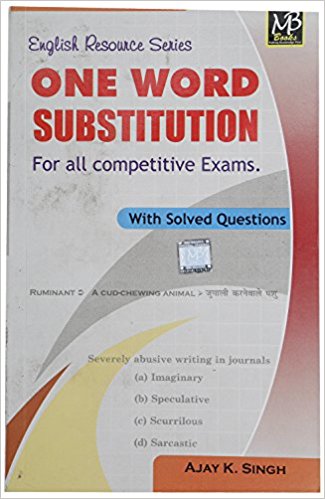 MB
Books
English Resource Series
ONE WORD
SUBSTITUTION
For all competitive Exams.
With Solved Questions
RUMINANT ⊃ A CUD-CHEWING ANIMAL > जुगाली करनेवाले पशु
Severely abusive writing in journals
(a) Imaginary
(b) Speculative
(c) Scurrilous
(d) Sarcastic
AJAY K. SINGH